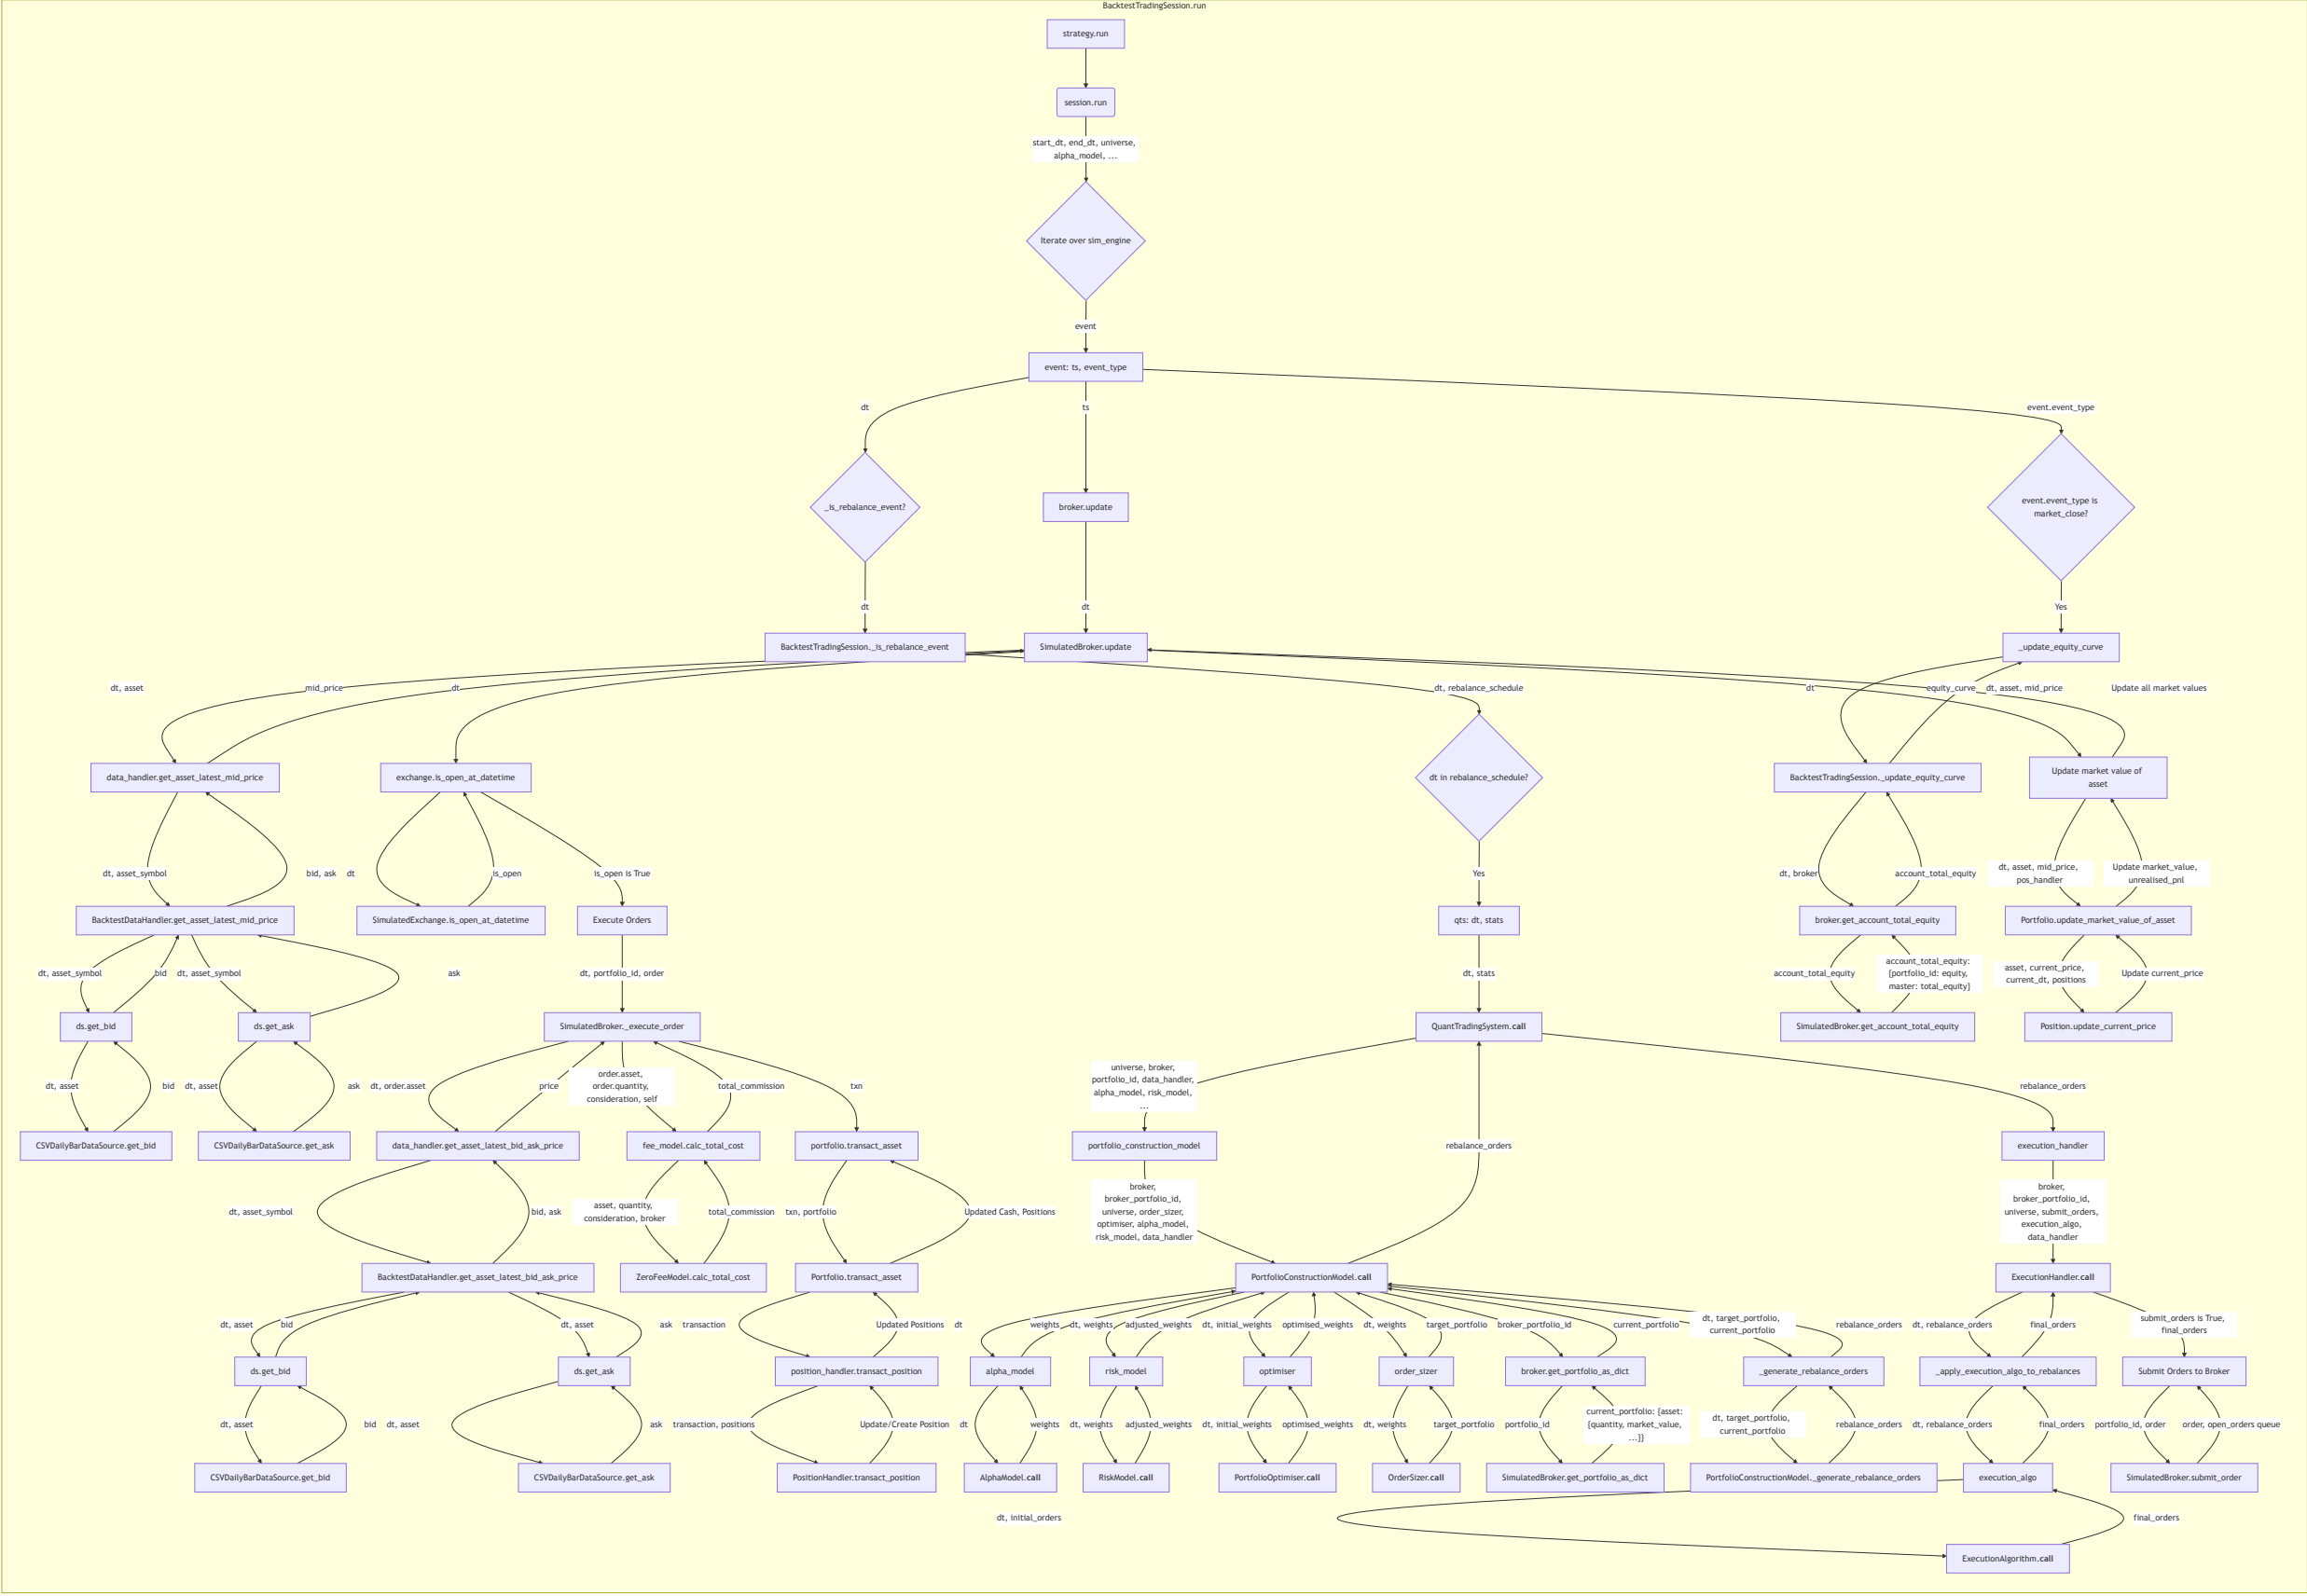 BacktestTradingSession.run
strategy.run
session.run
start_dt, end_dt, universe,
alpha_model, ...
Iterate over sim_engine
event
event: ts, event_type
dt
ts
event.event_type
_is_rebalance_event?
broker.update
event.event_type is
market_close?
dt
dt
Yes
BacktestTradingSession._is_rebalance_event
SimulatedBroker.update
_update_equity_curve
dt, asset
mid_price
dt
dt, rebalance_schedule
dt
equity_curve
dt, asset, mid_price
Update all market values
data_handler.get_asset_latest_mid_price
exchange.is_open_at_datetime
dt in rebalance_schedule?
BacktestTradingSession._update_equity_curve
Update market value of
asset
dt, asset_symbol
bid, ask
dt
is_open
is_open is True
Yes
dt, broker
account_total_equity
dt, asset, mid_price,
pos_handler
Update market_value,
unrealised_pnl
BacktestDataHandler.get_asset_latest_mid_price
SimulatedExchange.is_open_at_datetime
Execute Orders
qts: dt, stats
broker.get_account_total_equity
Portfolio.update_market_value_of_asset
dt, asset_symbol
bid
dt, asset_symbol
ask
dt, portfolio_id, order
dt, stats
account_total_equity
account_total_equity:
{portfolio_id: equity,
master: total_equity}
asset, current_price,
current_dt, positions
Update current_price
ds.get_bid
ds.get_ask
SimulatedBroker._execute_order
QuantTradingSystem.call
SimulatedBroker.get_account_total_equity
Position.update_current_price
dt, asset
bid
dt, asset
ask
dt, order.asset
price
order.asset,
order.quantity,
consideration, self
total_commission
txn
universe, broker,
portfolio_id, data_handler,
alpha_model, risk_model,
...
rebalance_orders
CSVDailyBarDataSource.get_bid
CSVDailyBarDataSource.get_ask
data_handler.get_asset_latest_bid_ask_price
fee_model.calc_total_cost
portfolio.transact_asset
portfolio_construction_model
rebalance_orders
execution_handler
dt, asset_symbol
bid, ask
asset, quantity,
consideration, broker
total_commission
txn, portfolio
Updated Cash, Positions
broker,
broker_portfolio_id,
universe, order_sizer,
optimiser, alpha_model,
risk_model, data_handler
broker,
broker_portfolio_id,
universe, submit_orders,
execution_algo,
data_handler
BacktestDataHandler.get_asset_latest_bid_ask_price
ZeroFeeModel.calc_total_cost
Portfolio.transact_asset
PortfolioConstructionModel.call
ExecutionHandler.call
dt, asset
bid
dt, asset
ask
transaction
Updated Positions
dt
weights
dt, weights
adjusted_weights
dt, initial_weights
optimised_weights
dt, weights
target_portfolio
broker_portfolio_id
current_portfolio
dt, target_portfolio,
current_portfolio
rebalance_orders
dt, rebalance_orders
final_orders
submit_orders is True,
final_orders
ds.get_bid
ds.get_ask
position_handler.transact_position
alpha_model
risk_model
optimiser
order_sizer
broker.get_portfolio_as_dict
_generate_rebalance_orders
_apply_execution_algo_to_rebalances
Submit Orders to Broker
dt, asset
bid
dt, asset
ask
transaction, positions
Update/Create Position
dt
weights
dt, weights
adjusted_weights
dt, initial_weights
optimised_weights
dt, weights
target_portfolio
portfolio_id
current_portfolio: {asset:
{quantity, market_value,
...}}
dt, target_portfolio,
current_portfolio
rebalance_orders
dt, rebalance_orders
final_orders
portfolio_id, order
order, open_orders queue
CSVDailyBarDataSource.get_bid
CSVDailyBarDataSource.get_ask
PositionHandler.transact_position
AlphaModel.call
RiskModel.call
PortfolioOptimiser.call
OrderSizer.call
SimulatedBroker.get_portfolio_as_dict
PortfolioConstructionModel._generate_rebalance_orders
execution_algo
SimulatedBroker.submit_order
dt, initial_orders
final_orders
ExecutionAlgorithm.call